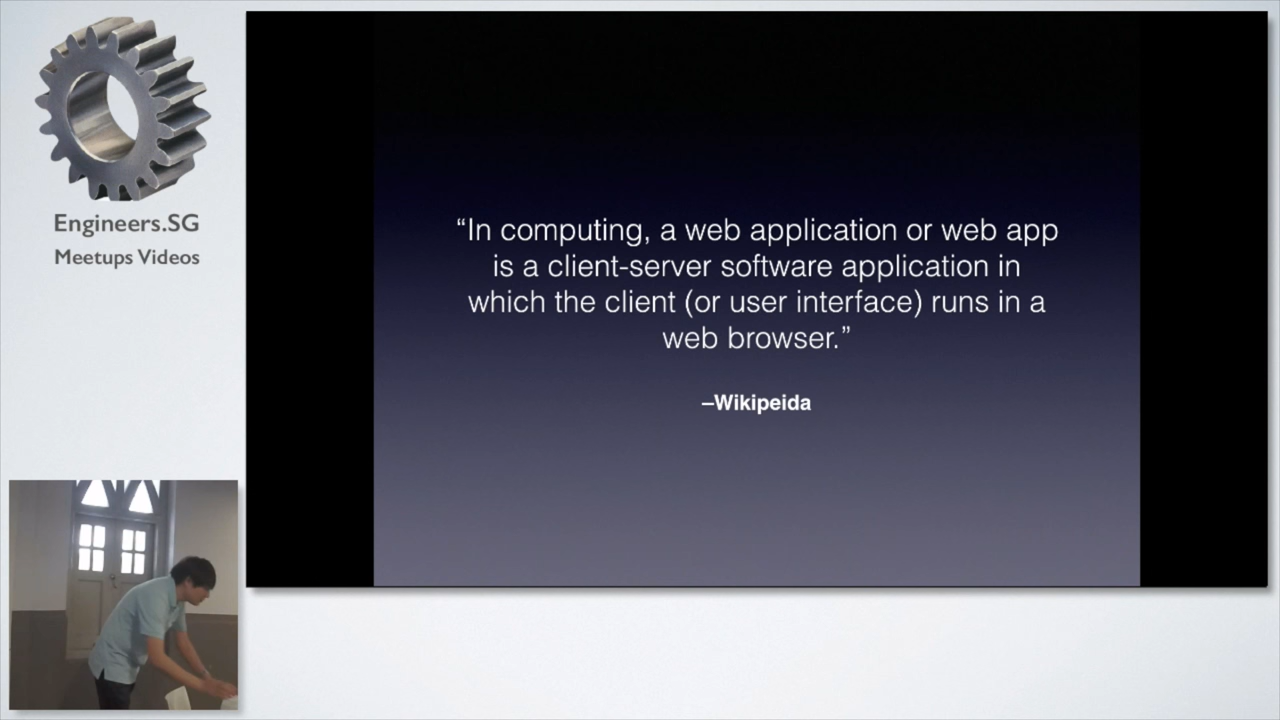 Engineers.SG
Meetups Videos
“In computing, a web application or web app
is a client-server software application in
which the client (or user interface) runs in a
web browser.”
–Wikipeida